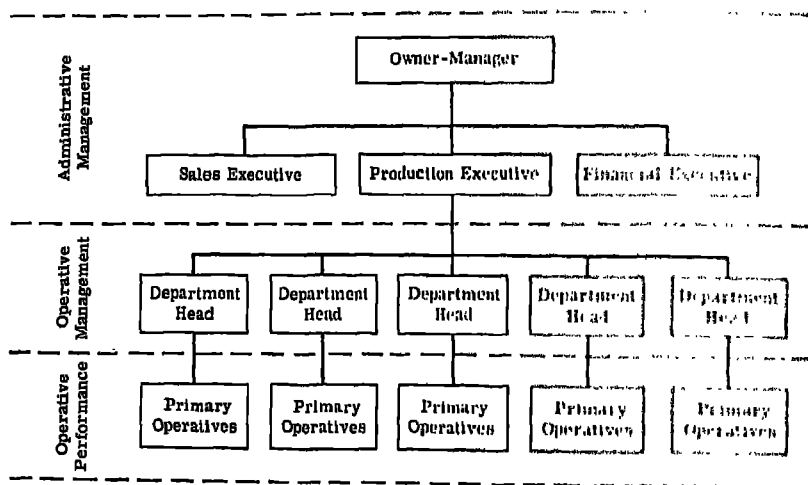 Administrative
Management
Owner-Manager
Sales Executive
Production Executive
Financial Executive
Operative
Management
Department
Head
Department
Head
Department
Head
Department
Head
Department
Head
Operative
Performance
Primary
Operatives
Primary
Operatives
Primary
Operatives
Primary
Operatives
Primary
Operatives